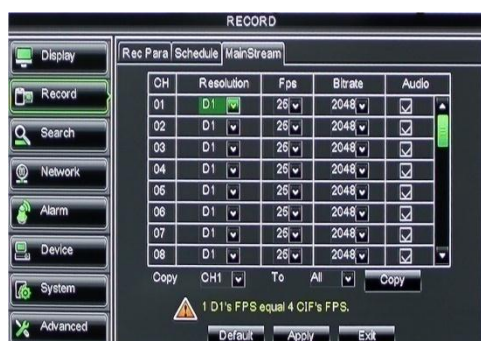 RECORD
Display
Record
Search
Network
Alarm
Device
System
Advanced
Rec Para Schedule MainStream
CH Resolution Fps Bitrate Audio
01 D1 25 2048
02 D1 25 2048
03 D1 25 2048
04 D1 25 2048
05 D1 25 2048
06 D1 25 2048
07 D1 25 2048
08 D1 25 2048
Copy CH1 To All Copy
1 D1's FPS equal 4 CIF's FPS.
Default Apply Exit